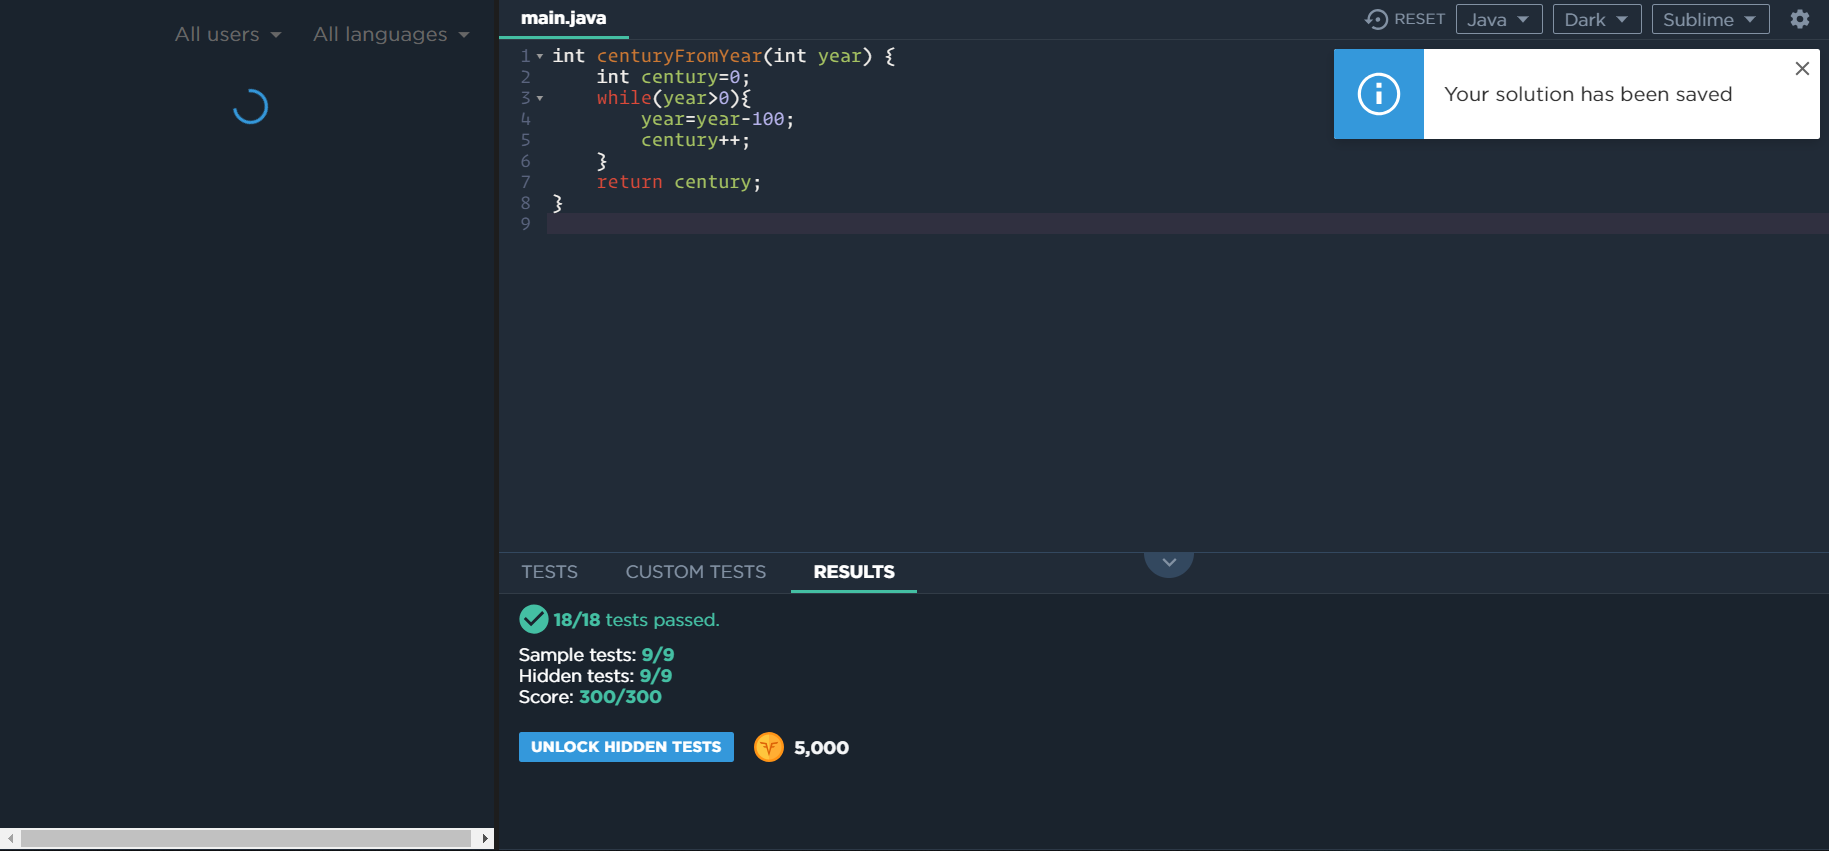 All users All languages
main.java
RESET Java Dark Sublime
1 int centuryFromYear(int year) {
2 int century=0;
3 while(year>0){
4 year=year-100;
5 century++;
6 }
7 return century;
8 }
9
Your solution has been saved
TESTS CUSTOM TESTS RESULTS
18/18 tests passed.
Sample tests: 9/9
Hidden tests: 9/9
Score: 300/300
UNLOCK HIDDEN TESTS 5,000